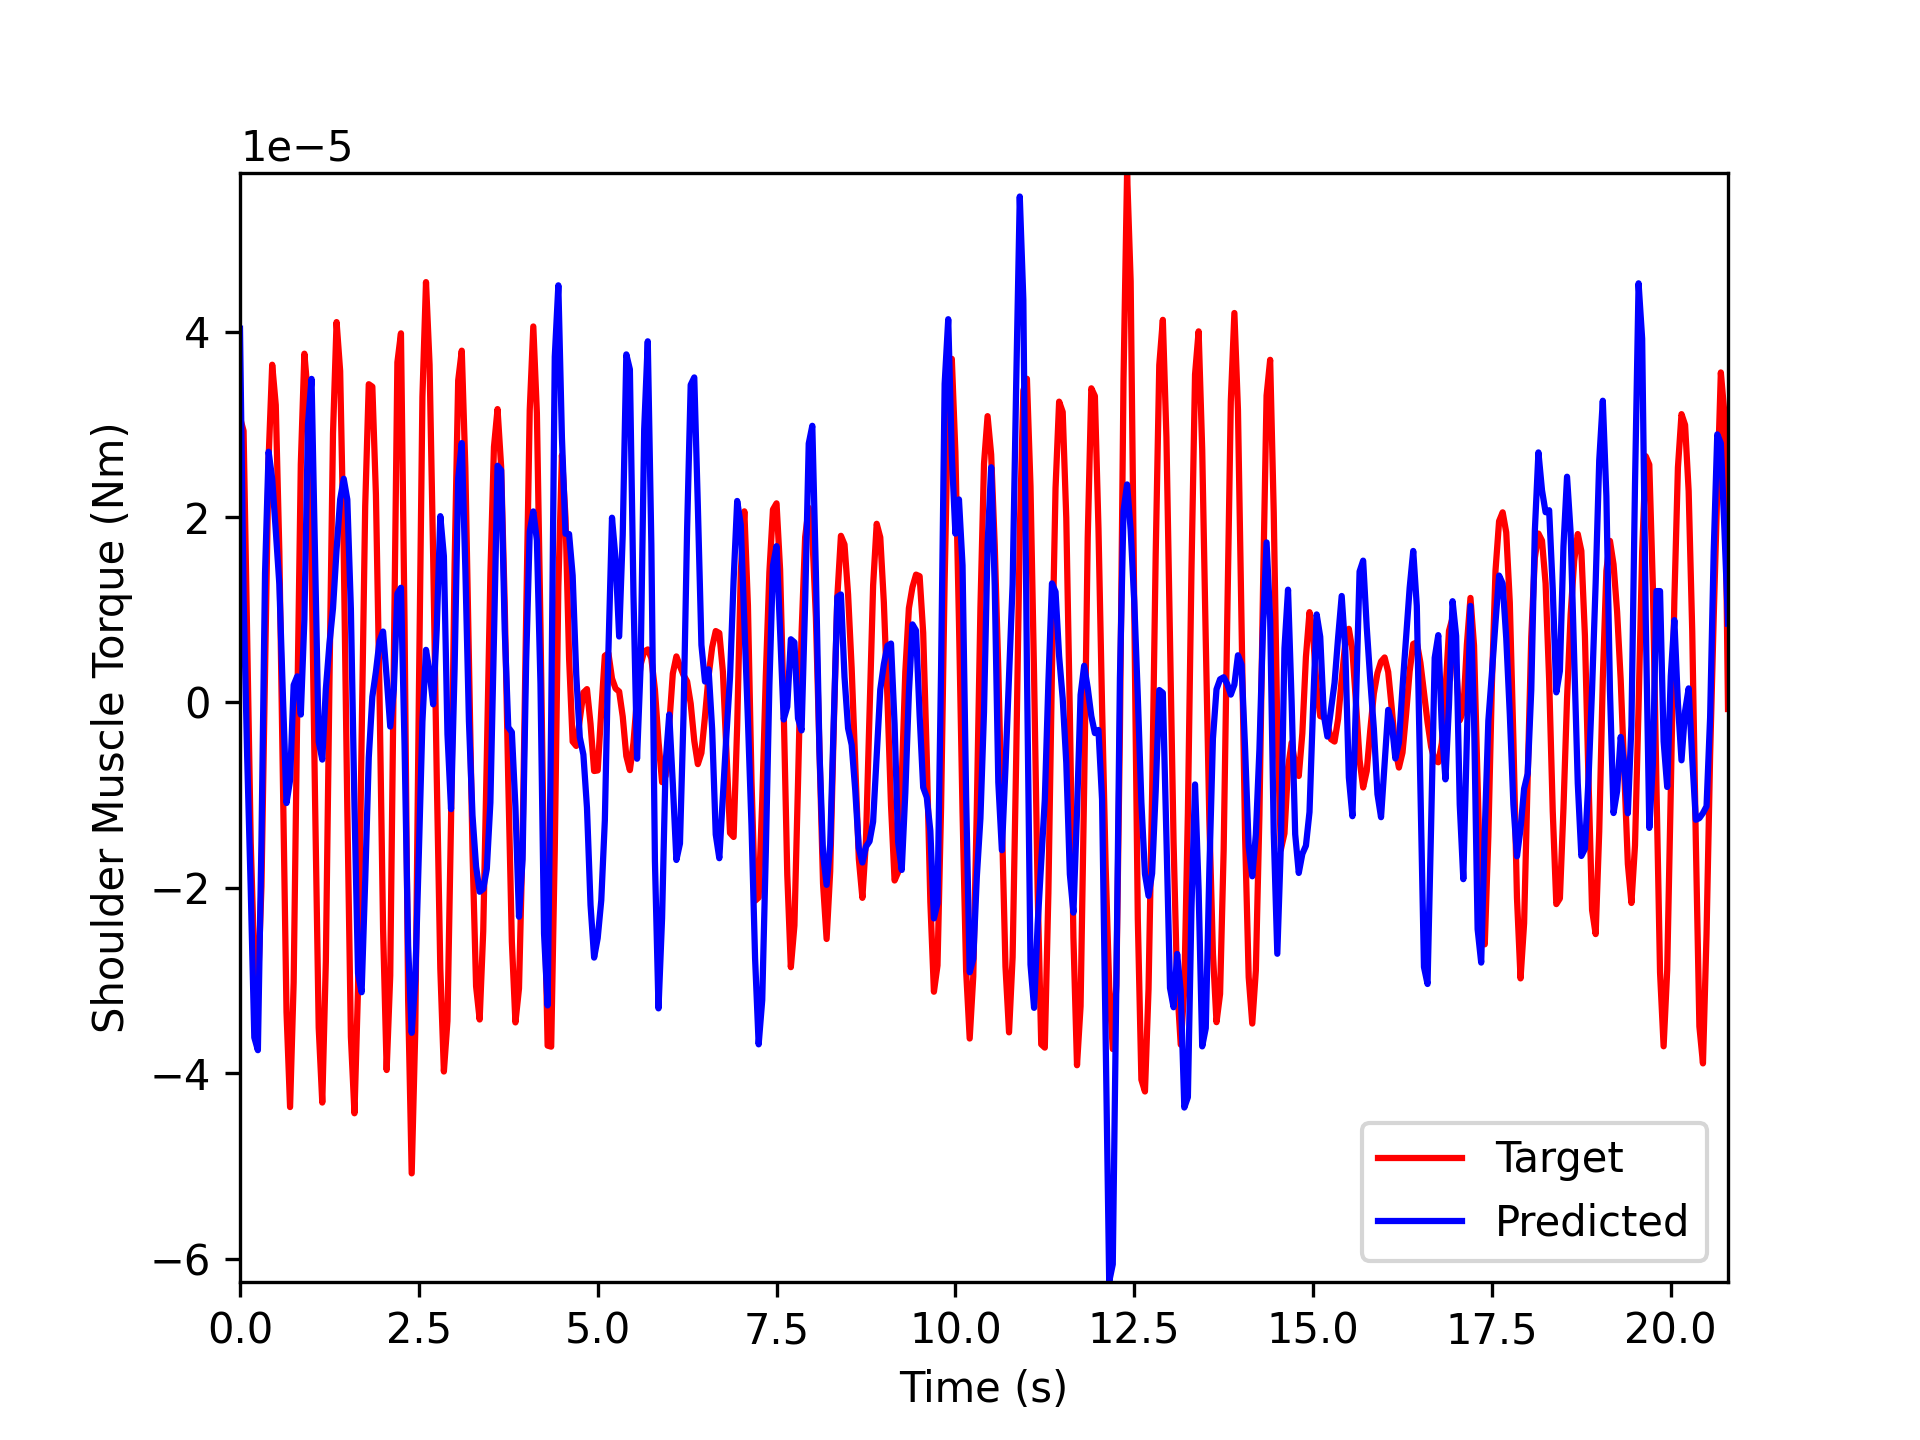 1e−5
Shoulder Muscle Torque (Nm)
4
2
0
−2
−4
−6
Target
Predicted
0.0 2.5 5.0 7.5 10.0 12.5 15.0 17.5 20.0
Time (s)